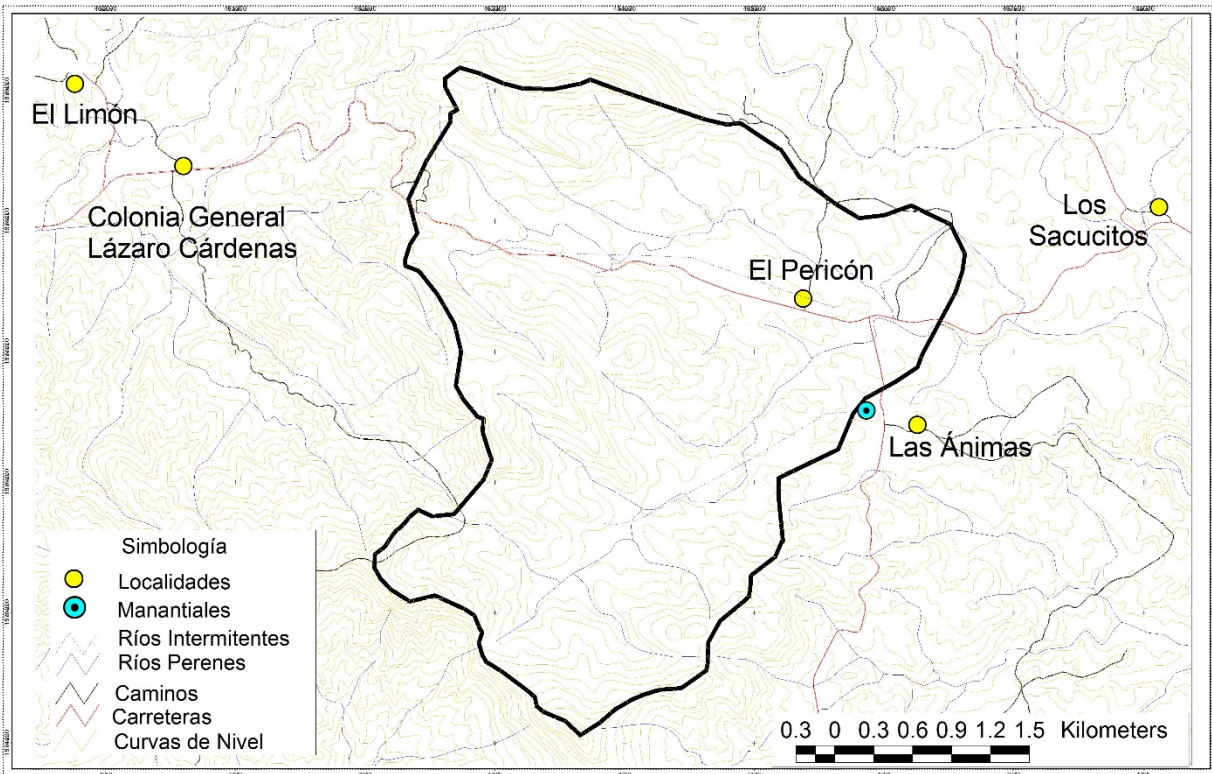 El Limón
Colonia General
Lázaro Cárdenas
Los
Sacucitos
El Pericón
Las Ánimas
Simbología
Localidades
Manantiales
Ríos Intermitentes
Ríos Perenes
Caminos
Carreteras
Curvas de Nivel
0.3 0 0.3 0.6 0.9 1.2 1.5 Kilometers